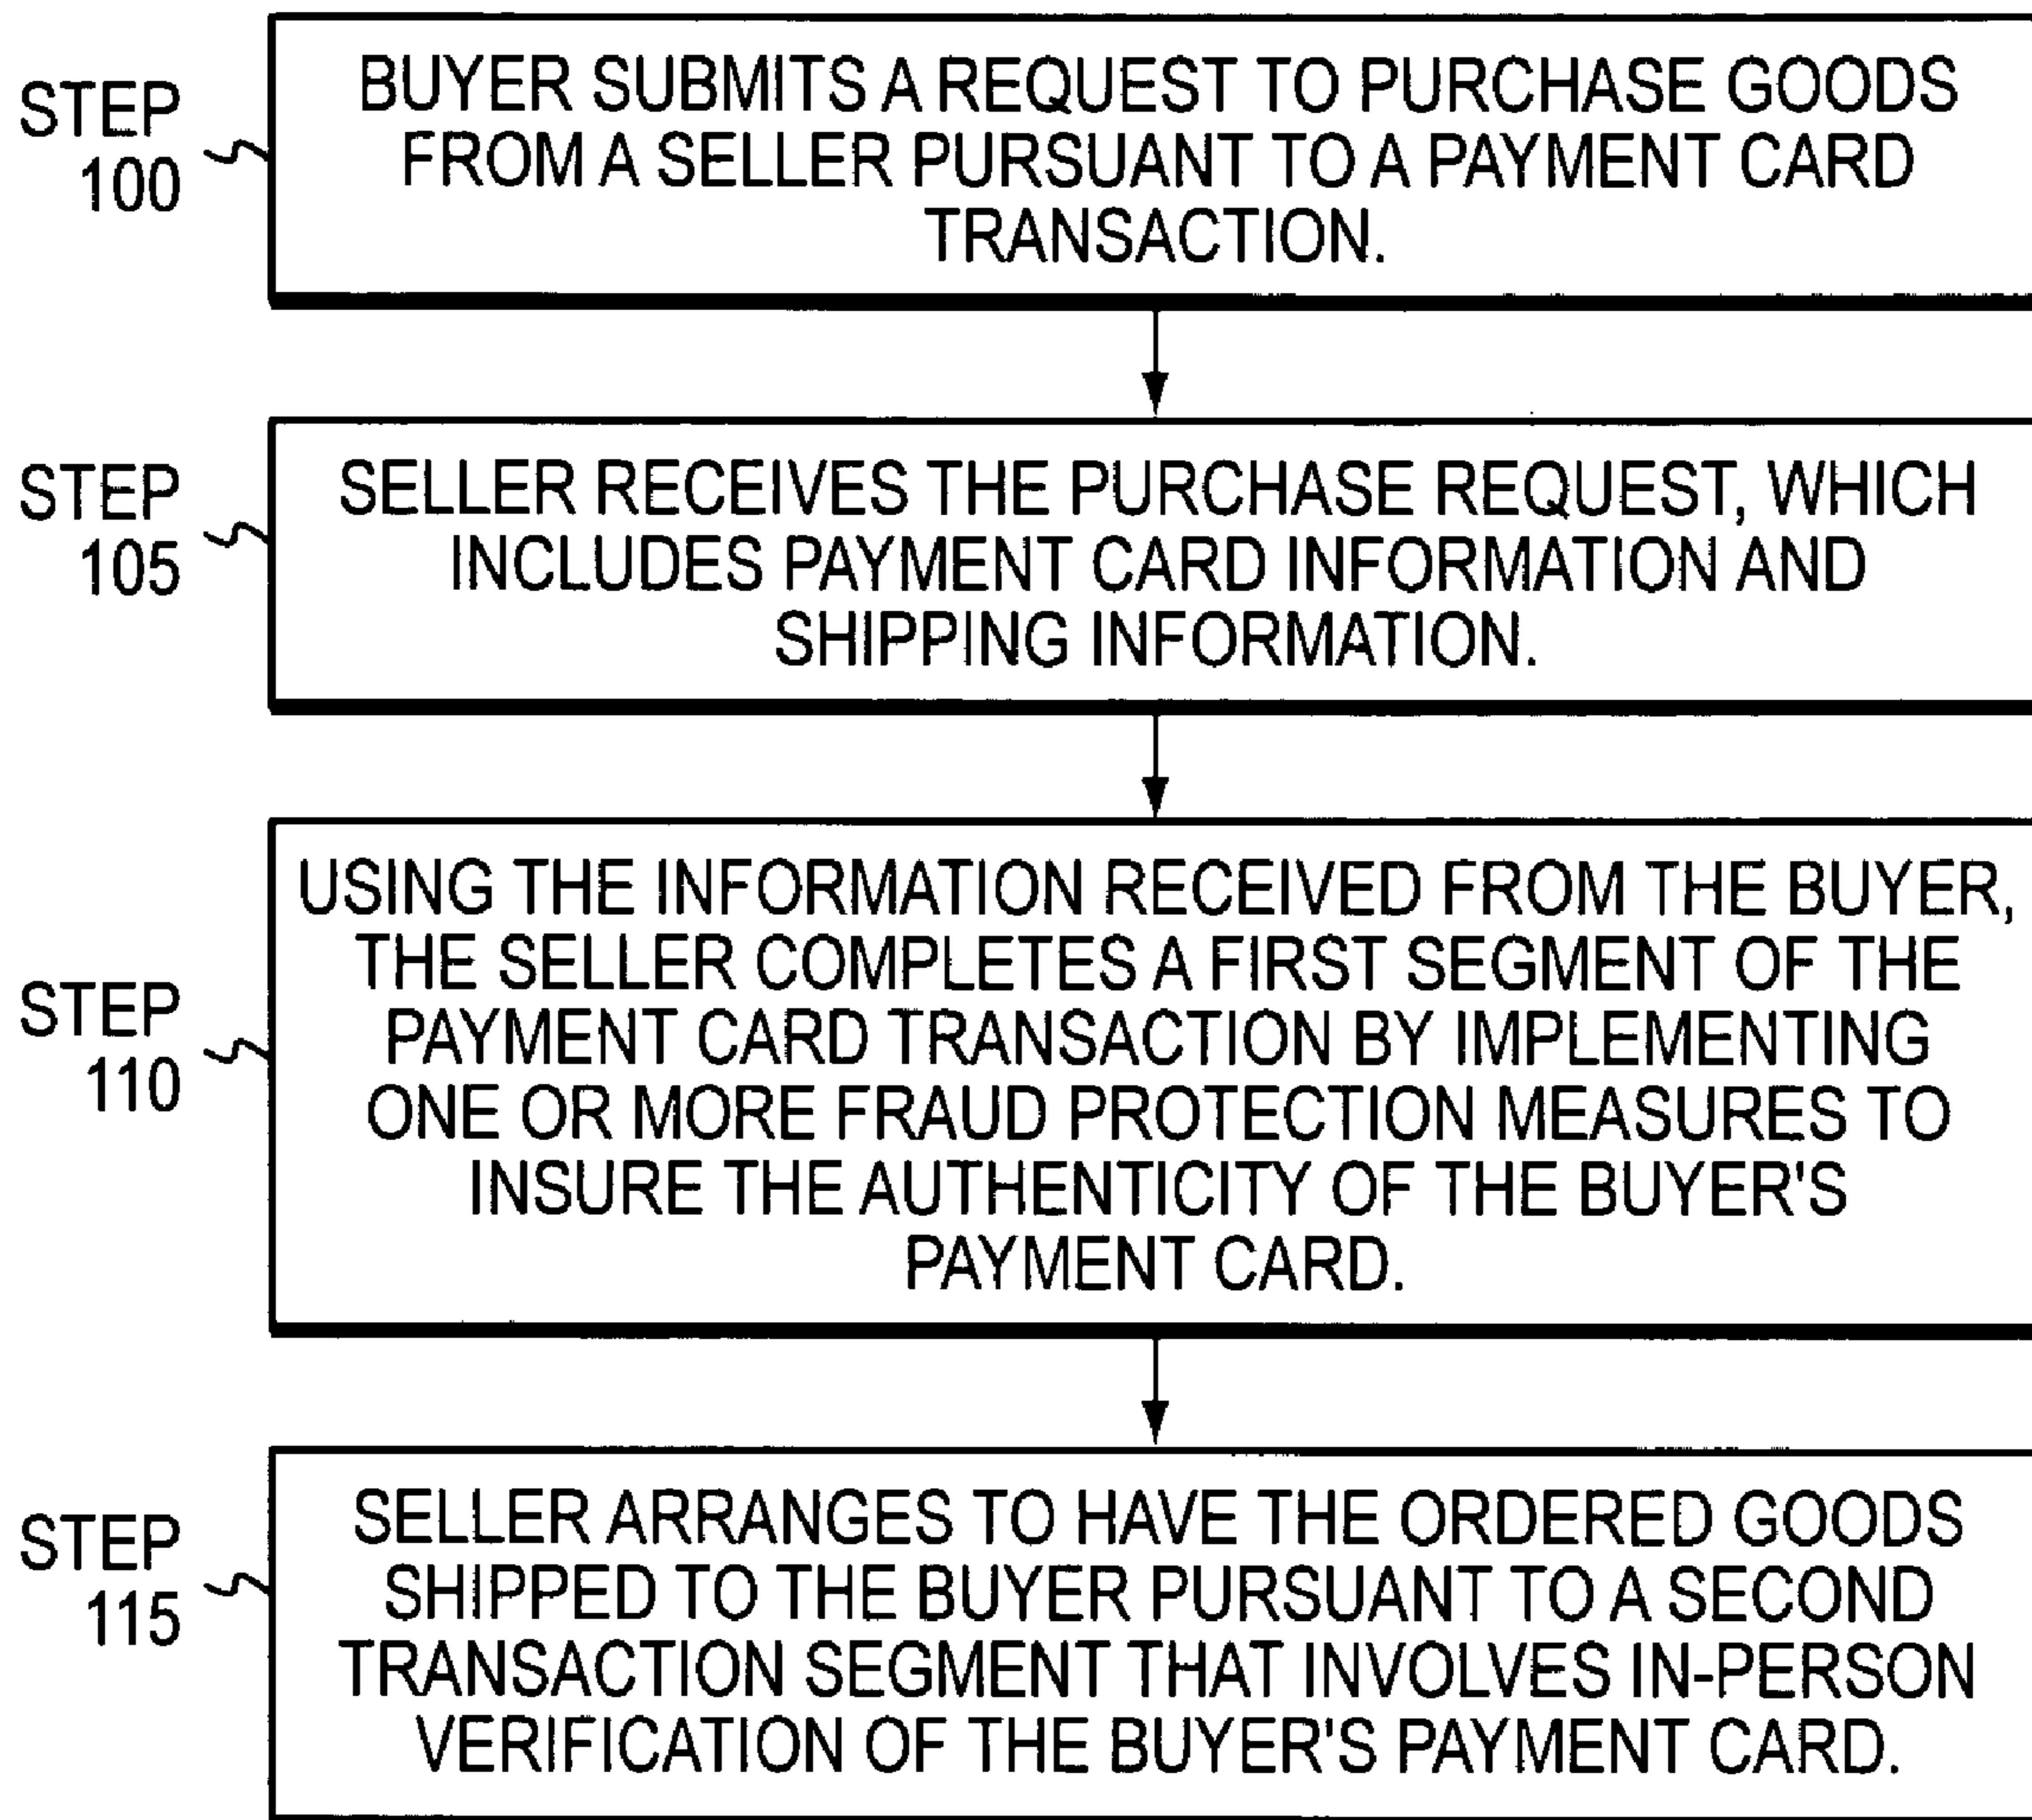 STEP
100
BUYER SUBMITS A REQUEST TO PURCHASE GOODS
FROM A SELLER PURSUANT TO A PAYMENT CARD
TRANSACTION.
STEP
105
SELLER RECEIVES THE PURCHASE REQUEST, WHICH
INCLUDES PAYMENT CARD INFORMATION AND
SHIPPING INFORMATION.
STEP
110
USING THE INFORMATION RECEIVED FROM THE BUYER,
THE SELLER COMPLETES A FIRST SEGMENT OF THE
PAYMENT CARD TRANSACTION BY IMPLEMENTING
ONE OR MORE FRAUD PROTECTION MEASURES TO
INSURE THE AUTHENTICITY OF THE BUYER'S
PAYMENT CARD.
STEP
115
SELLER ARRANGES TO HAVE THE ORDERED GOODS
SHIPPED TO THE BUYER PURSUANT TO A SECOND
TRANSACTION SEGMENT THAT INVOLVES IN-PERSON
VERIFICATION OF THE BUYER'S PAYMENT CARD.